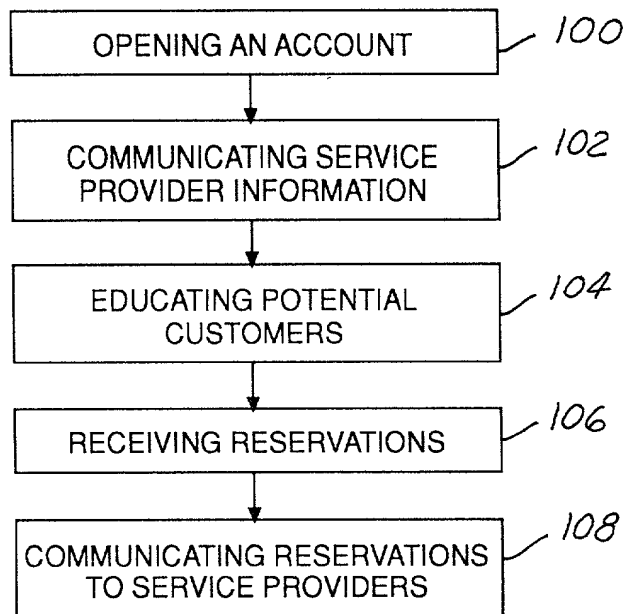 OPENING AN ACCOUNT
100
COMMUNICATING SERVICE
PROVIDER INFORMATION
102
EDUCATING POTENTIAL
CUSTOMERS
104
RECEIVING RESERVATIONS
106
COMMUNICATING RESERVATIONS
TO SERVICE PROVIDERS
108